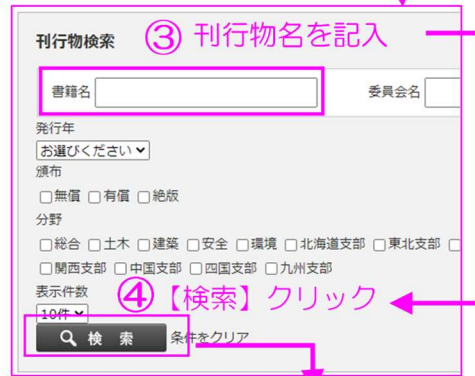 刊行物検索 ③ 刊行物名を記入
書籍名 委員会名
発行年
お選びください
頒布
無償 有償 絶版
分野
総合 土木 建築 安全 環境 北海道支部 東北支部
関西支部 中国支部 四国支部 九州支部
表示件数 ④【検索】クリック
10件
検 索 条件をクリア